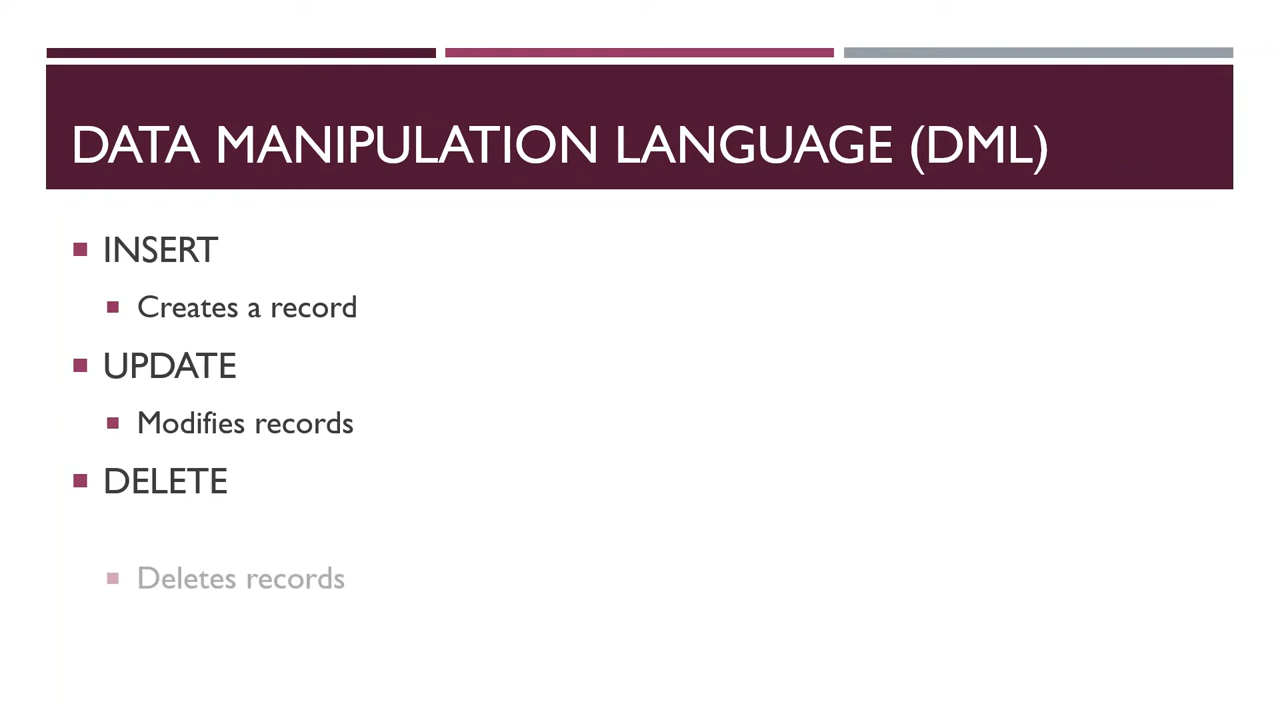 DATA MANIPULATION LANGUAGE (DML)
INSERT
Creates a record
UPDATE
Modifies records
DELETE
Deletes records